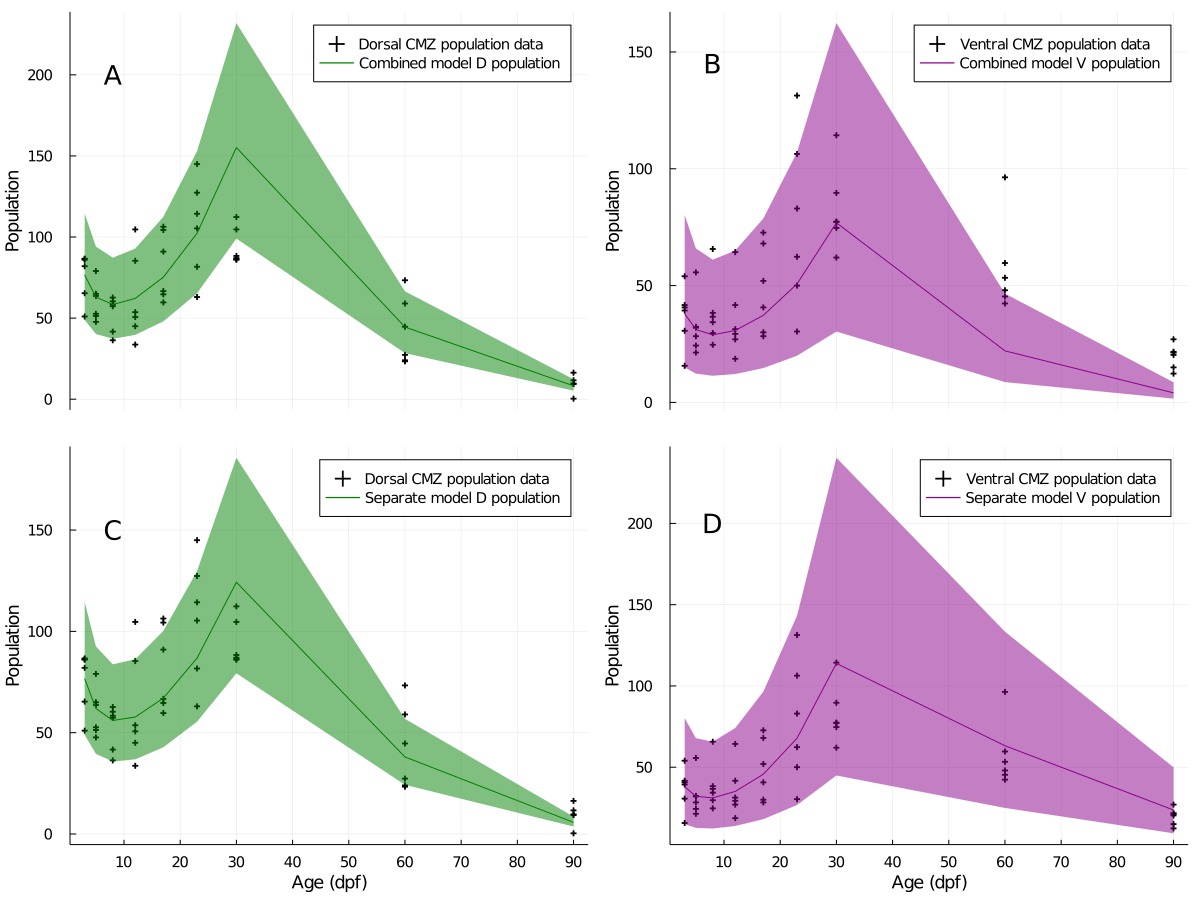 A
Dorsal CMZ population data
Combined model D population
Population
200
150
100
50
0
B
Ventral CMZ population data
Combined model V population
Population
150
100
50
0
C
Dorsal CMZ population data
Separate model D population
Population
150
100
50
0
10 20 30 40 50 60 70 80 90
Age (dpf)
D
Ventral CMZ population data
Separate model V population
Population
200
150
100
50
10 20 30 40 50 60 70 80 90
Age (dpf)